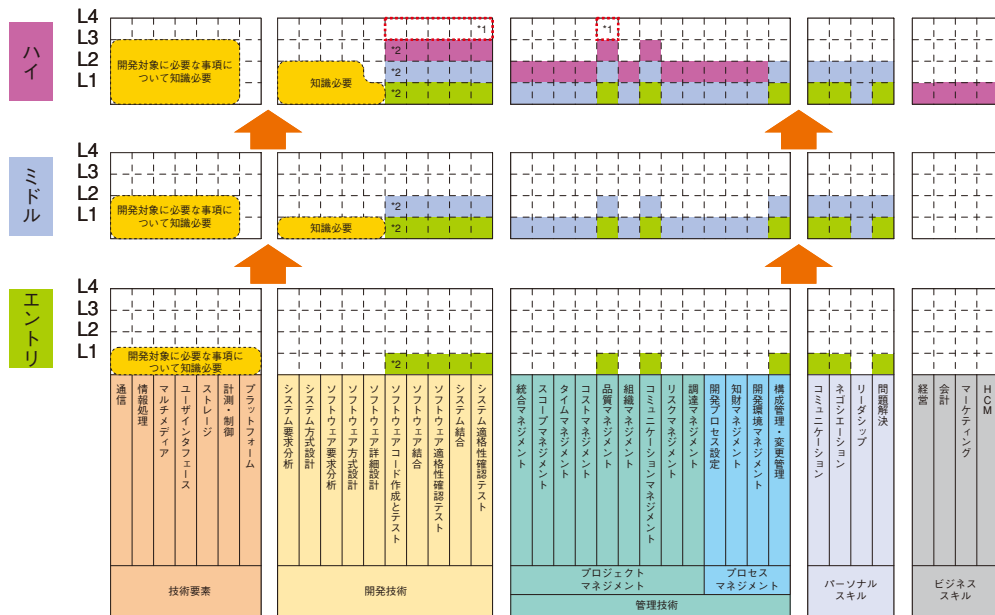 ハイ
L4
L3
L2
L1
開発対象に必要な事項に
ついて知識必要
知識必要
*1
*2
*2
*2
*1
ミドル
L4
L3
L2
L1
開発対象に必要な事項に
ついて知識必要
知識必要
*2
*2
エントリ
L4
L3
L2
L1
開発対象に必要な事項に
ついて知識必要
*2
通信
情報処理
マルチメディア
ユーザインタフェース
ストレージ
計測・制御
プラットフォーム
システム要求分析
システム方式設計
ソフトウェア要求分析
ソフトウェア方式設計
ソフトウェア詳細設計
ソフトウェアコード作成とテスト
ソフトウェア結合
ソフトウェア適格性確認テスト
システム結合
システム適格性確認テスト
統合マネジメント
スコープマネジメント
タイムマネジメント
コストマネジメント
品質マネジメント
組織マネジメント
コミュニケーションマネジメント
リスクマネジメント
調達マネジメント
開発プロセス設定
知財マネジメント
開発環境マネジメント
構成管理・変更管理
コミュニケーション
ネゴシエーション
リーダシップ
問題解決
経営
会計
マーケティング
HCM
技術要素
開発技術
プロジェクト
マネジメント
プロセス
マネジメント
管理技術
パーソナル
スキル
ビジネス
スキル